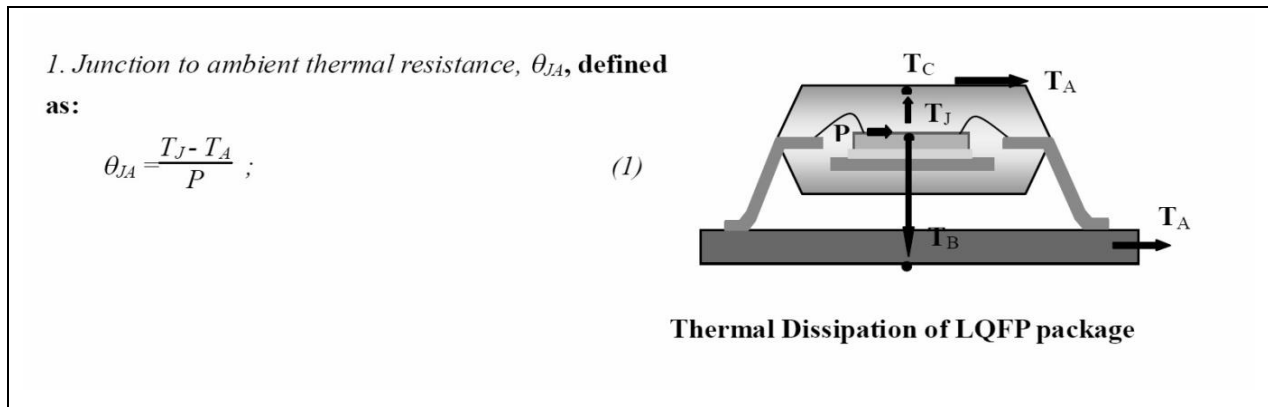 1. Junction to ambient thermal resistance, θJA, defined
as:
θJA = TJ - TA / P ; (1)
TC
TA
TJ
P
TA
TB
Thermal Dissipation of LQFP package